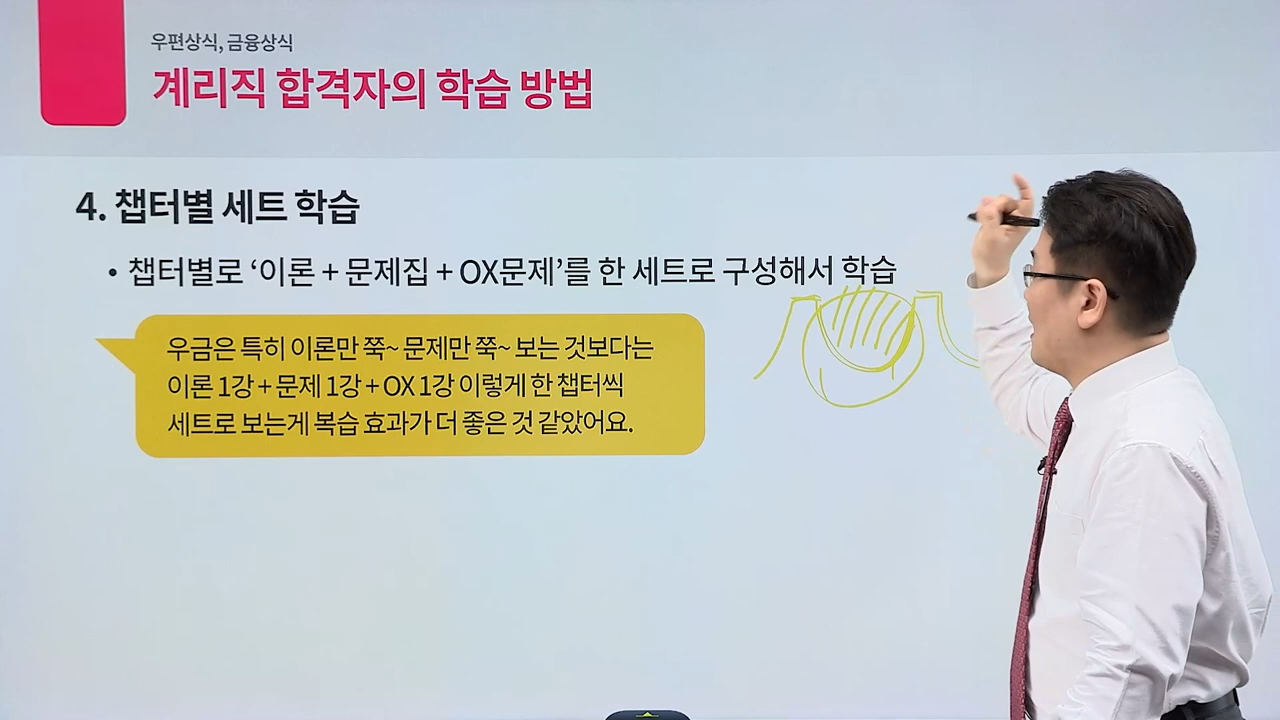 우편상식, 금융상식
계리직 합격자의 학습 방법
4. 챕터별 세트 학습
• 챕터별로 ‘이론 + 문제집 + OX문제’를 한 세트로 구성해서 학습
우금은 특히 이론만 쭉~ 문제만 쭉~ 보는 것보다는
이론 1강 + 문제 1강 + OX 1강 이렇게 한 챕터씩
세트로 보는게 복습 효과가 더 좋은 것 같았어요.